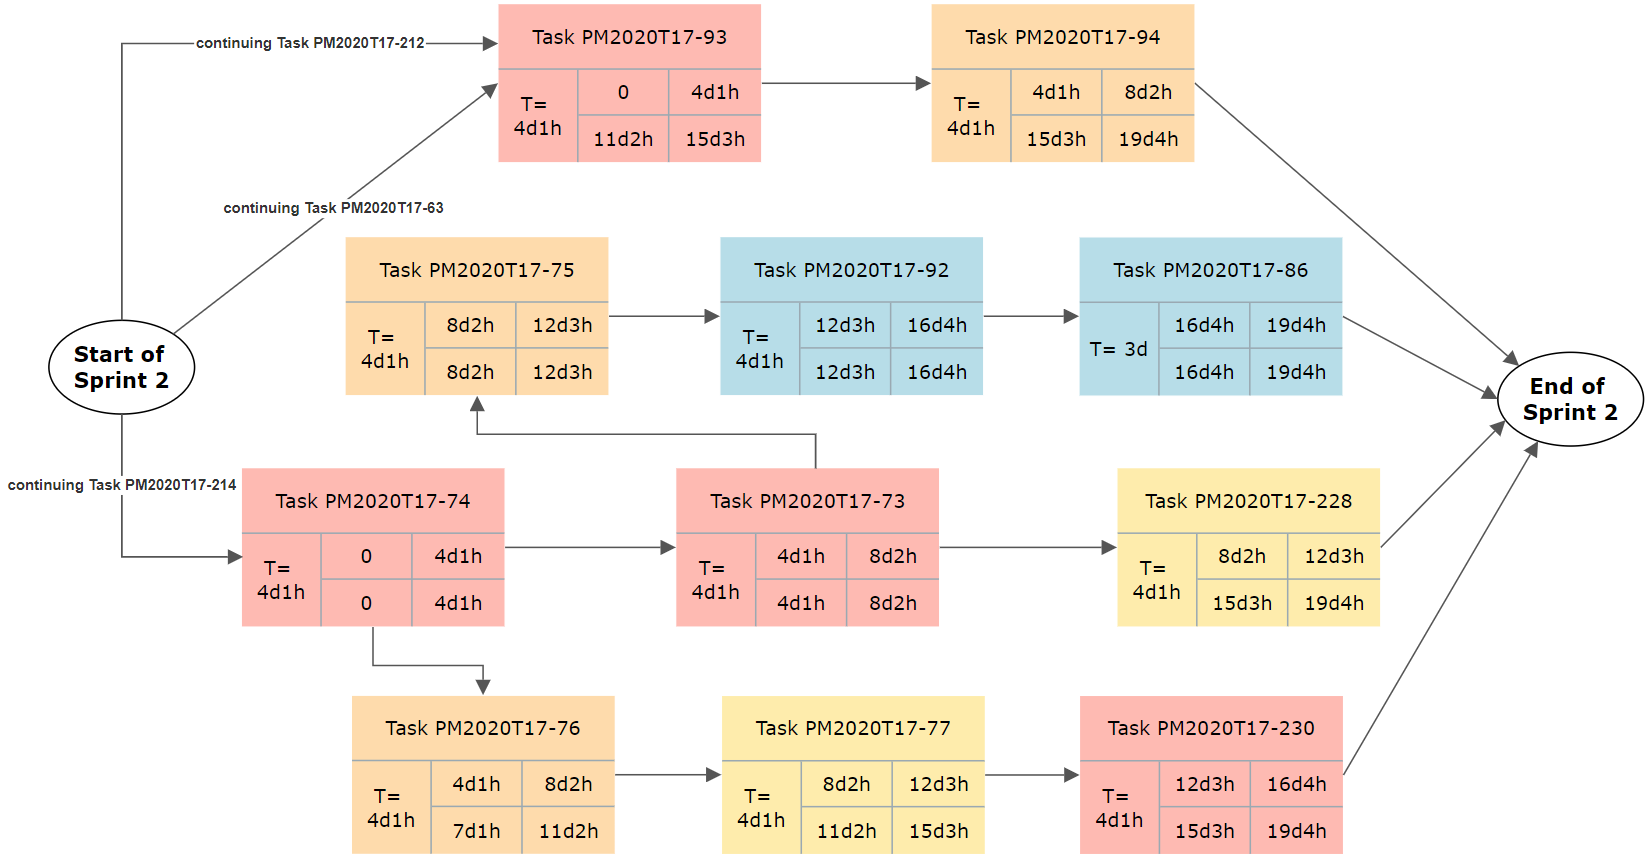 continuing Task PM2020T17-212
Task PM2020T17-93
T=
4d1h
0
4d1h
11d2h
15d3h
Task PM2020T17-94
T=
4d1h
4d1h
8d2h
15d3h
19d4h
continuing Task PM2020T17-63
Task PM2020T17-75
T=
4d1h
8d2h
12d3h
8d2h
12d3h
Task PM2020T17-92
T=
4d1h
12d3h
16d4h
12d3h
16d4h
Task PM2020T17-86
T= 3d
16d4h
19d4h
16d4h
19d4h
Start of
Sprint 2
End of
Sprint 2
continuing Task PM2020T17-214
Task PM2020T17-74
T=
4d1h
0
4d1h
0
4d1h
Task PM2020T17-73
T=
4d1h
4d1h
8d2h
4d1h
8d2h
Task PM2020T17-228
T=
4d1h
8d2h
12d3h
15d3h
19d4h
Task PM2020T17-76
T=
4d1h
4d1h
8d2h
7d1h
11d2h
Task PM2020T17-77
T=
4d1h
8d2h
12d3h
11d2h
15d3h
Task PM2020T17-230
T=
4d1h
12d3h
16d4h
15d3h
19d4h